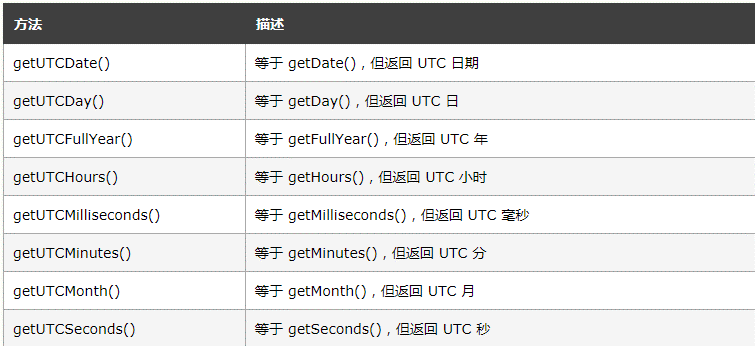 方法 描述
getUTCDate() 等于 getDate()，但返回 UTC 日期
getUTCDay() 等于 getDay()，但返回 UTC 日
getUTCFullYear() 等于 getFullYear()，但返回 UTC 年
getUTCHours() 等于 getHours()，但返回 UTC 小时
getUTCMilliseconds() 等于 getMilliseconds()，但返回 UTC 毫秒
getUTCMinutes() 等于 getMinutes()，但返回 UTC 分
getUTCMonth() 等于 getMonth()，但返回 UTC 月
getUTCSeconds() 等于 getSeconds()，但返回 UTC 秒